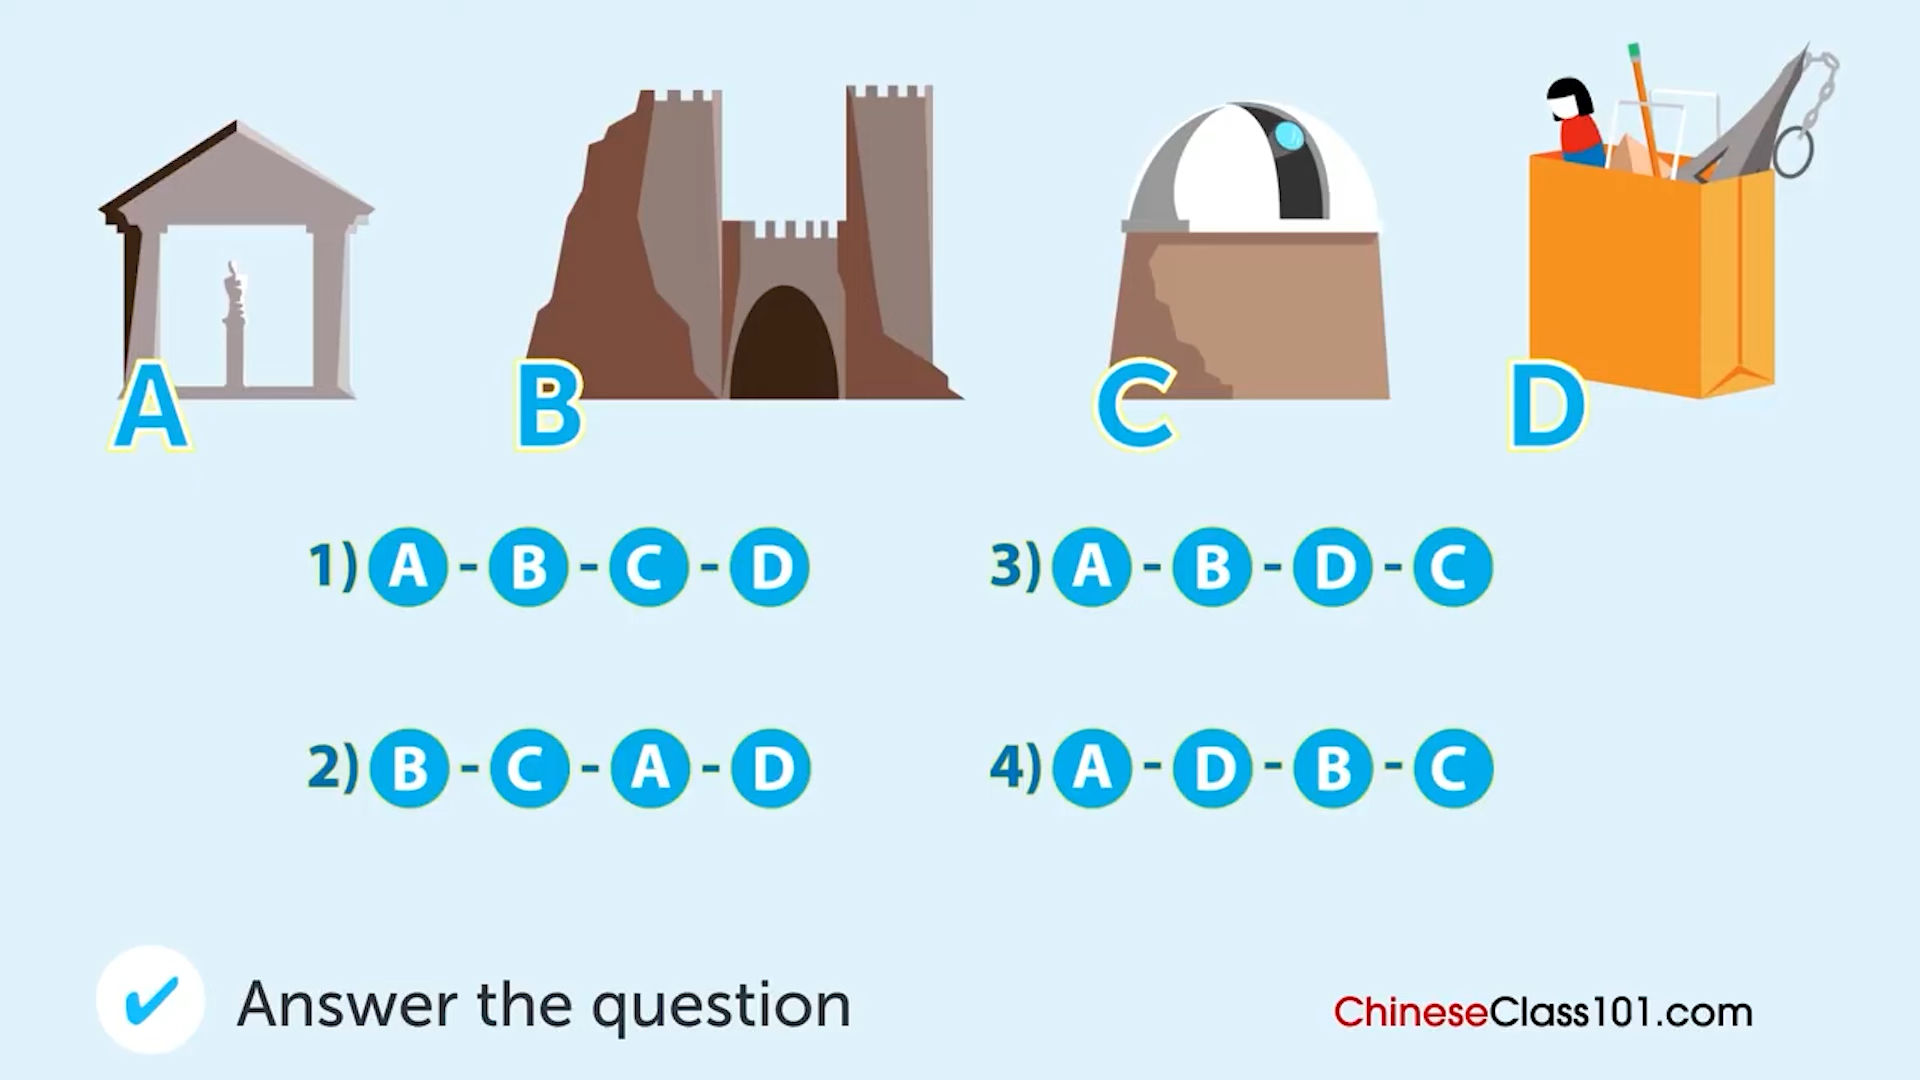 A B C D
1) A - B - C - D
3) A - B - D - C
2) B - C - A - D
4) A - D - B - C
Answer the question
ChineseClass101.com